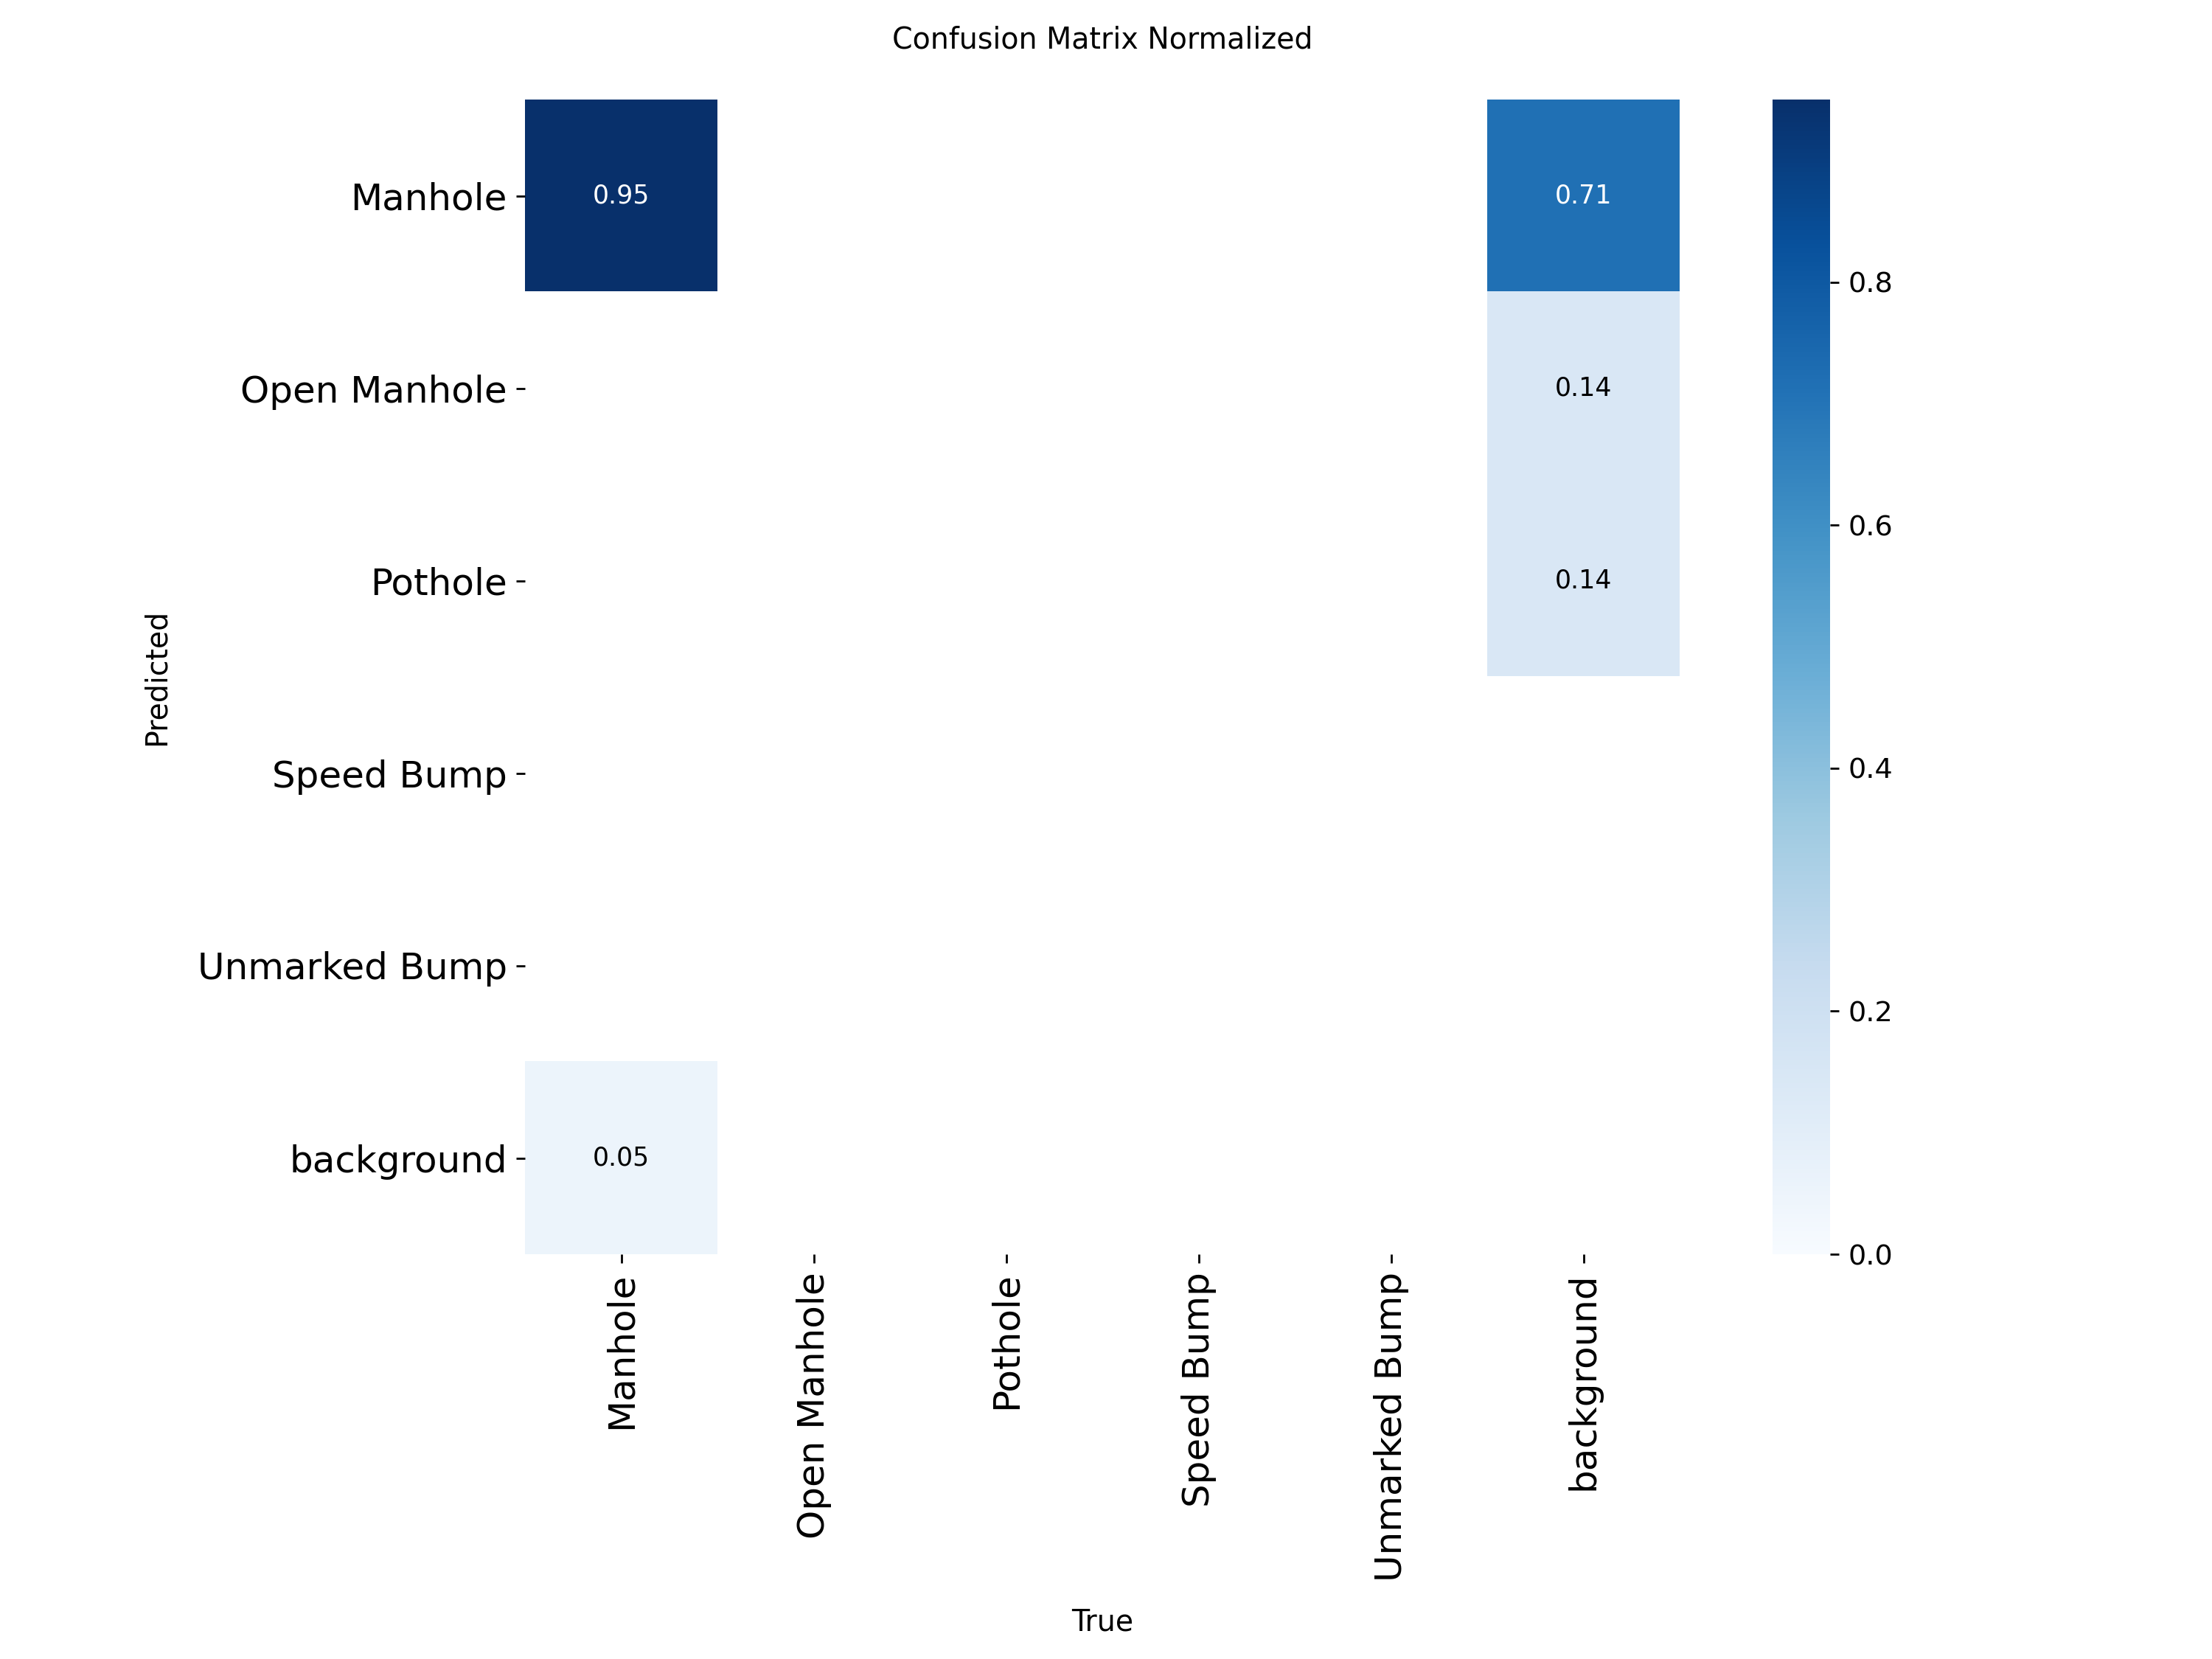 Confusion Matrix Normalized
Manhole
0.95
0.71
Open Manhole
0.14
Pothole
0.14
Speed Bump
Unmarked Bump
background
0.05
Predicted
Manhole
Open Manhole
Pothole
Speed Bump
Unmarked Bump
background
True
0.8
0.6
0.4
0.2
0.0